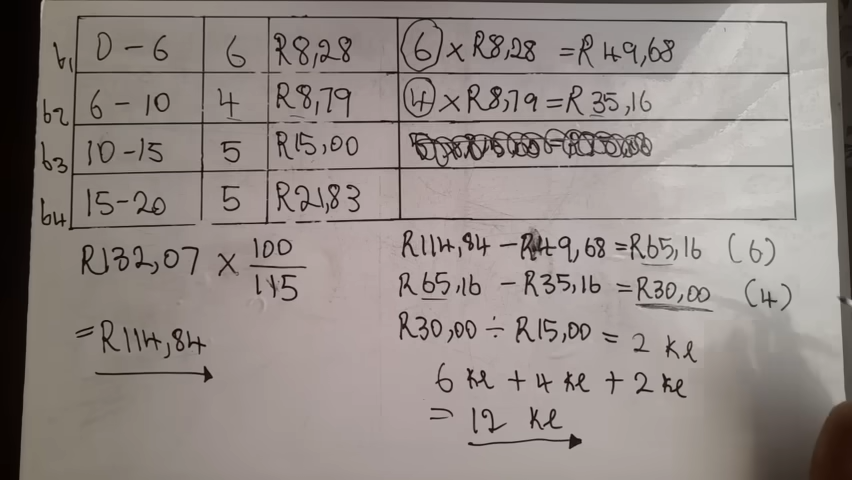 b1 0 - 6 6 R8,28 6 × R8,28 = R49,68
b2 6 - 10 4 R8,79 4 × R8,79 = R35,16
b3 10 - 15 5 R15,00
b4 15-20 5 R21,83
R132,07 × 100/115
= R114,84
R114,84 - R49,68 = R65,16 (6)
R65,16 - R35,16 = R30,00 (4)
R30,00 ÷ R15,00 = 2 kl
6 kl + 4 kl + 2 kl
= 12 kl